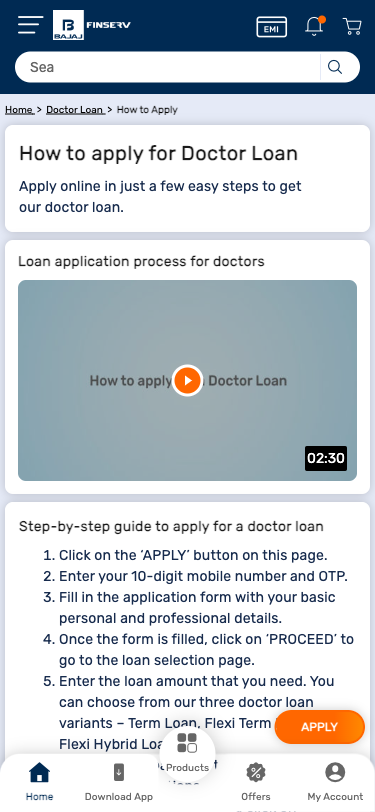 B
BAJAJ
FINSERV
EMI
Sea
Home > Doctor Loan > How to Apply
How to apply for Doctor Loan
Apply online in just a few easy steps to get
our doctor loan.
Loan application process for doctors
How to apply Doctor Loan
02:30
Step-by-step guide to apply for a doctor loan
1. Click on the ‘APPLY’ button on this page.
2. Enter your 10-digit mobile number and OTP.
3. Fill in the application form with your basic
personal and professional details.
4. Once the form is filled, click on ‘PROCEED’ to
go to the loan selection page.
5. Enter the loan amount that you need. You
can choose from our three doctor loan
variants – Term Loan, Flexi Term
Flexi Hybrid
APPLY
Home
Download App
Products
Offers
My Account